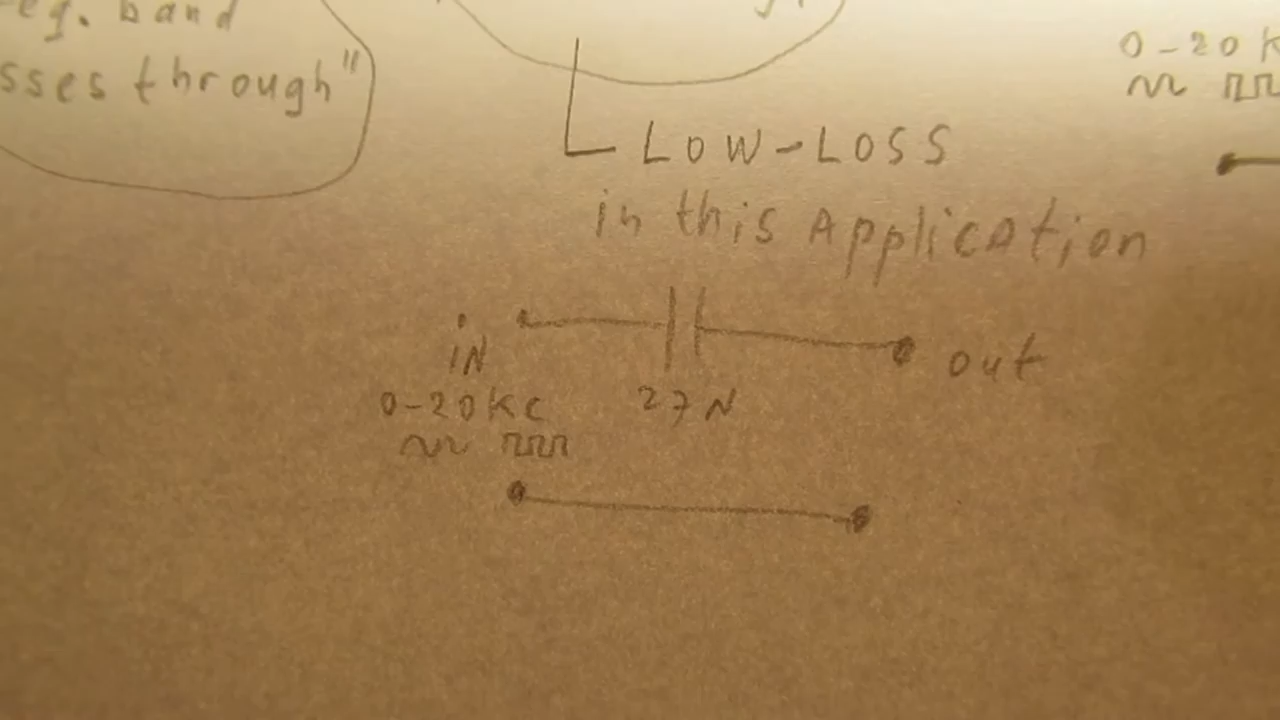 eg. band
sses through"
LOW-LOSS
in this Application
iN
out
0-20KC
27N
0-20K